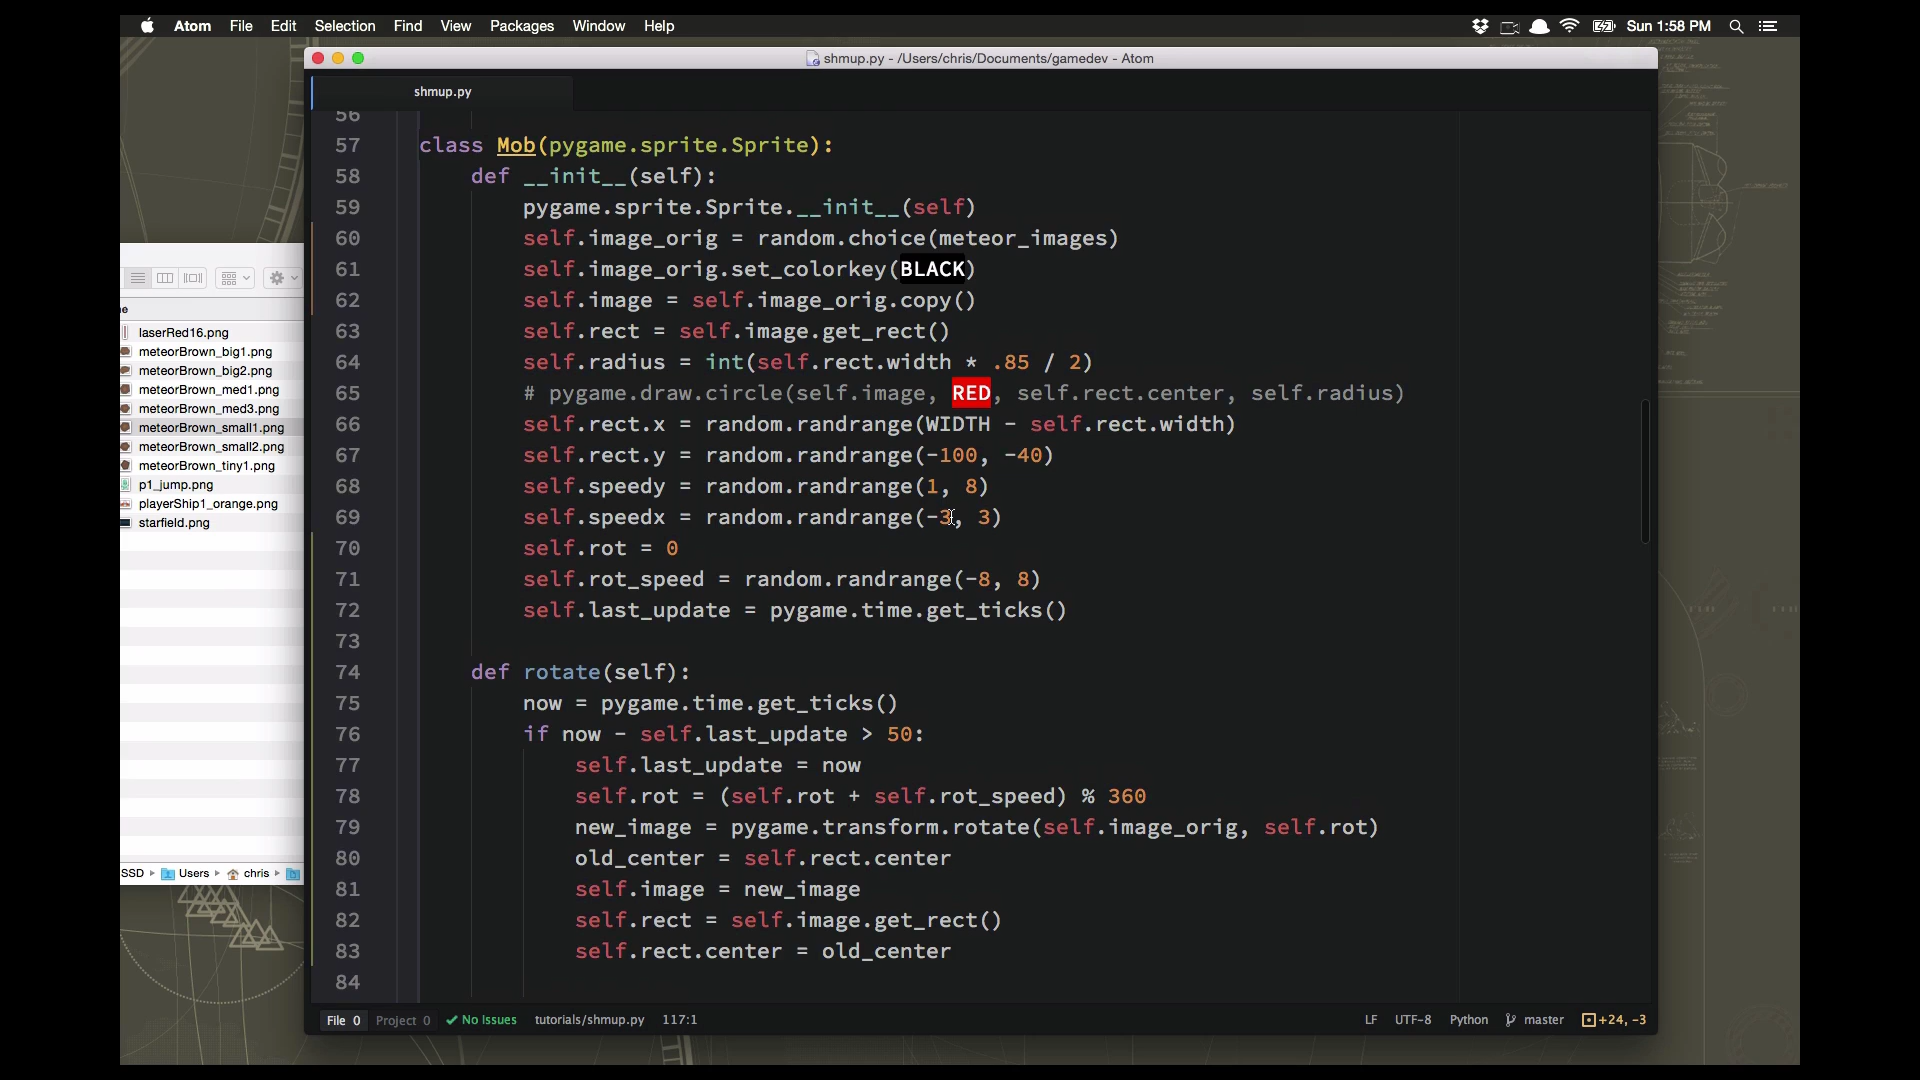 Atom File Edit Selection Find View Packages Window Help Sun 1:58 PM
shmup.py - /Users/chris/Documents/gamedev - Atom
shmup.py
56
57 class Mob(pygame.sprite.Sprite):
58 def __init__(self):
59 pygame.sprite.Sprite.__init__(self)
60 self.image_orig = random.choice(meteor_images)
61 self.image_orig.set_colorkey(BLACK)
62 self.image = self.image_orig.copy()
63 self.rect = self.image.get_rect()
64 self.radius = int(self.rect.width * .85 / 2)
65 # pygame.draw.circle(self.image, RED, self.rect.center, self.radius)
66 self.rect.x = random.randrange(WIDTH - self.rect.width)
67 self.rect.y = random.randrange(-100, -40)
68 self.speedy = random.randrange(1, 8)
69 self.speedx = random.randrange(-3, 3)
70 self.rot = 0
71 self.rot_speed = random.randrange(-8, 8)
72 self.last_update = pygame.time.get_ticks()
73
74 def rotate(self):
75 now = pygame.time.get_ticks()
76 if now - self.last_update > 50:
77 self.last_update = now
78 self.rot = (self.rot + self.rot_speed) % 360
79 new_image = pygame.transform.rotate(self.image_orig, self.rot)
80 old_center = self.rect.center
81 self.image = new_image
82 self.rect = self.image.get_rect()
83 self.rect.center = old_center
84
File 0 Project 0 No Issues tutorials/shmup.py 117:1 LF UTF-8 Python master +24, -3
laserRed16.png
meteorBrown_big1.png
meteorBrown_big2.png
meteorBrown_med1.png
meteorBrown_med3.png
meteorBrown_small1.png
meteorBrown_small2.png
meteorBrown_tiny1.png
p1_jump.png
playerShip1_orange.png
starfield.png
SSD Users chris